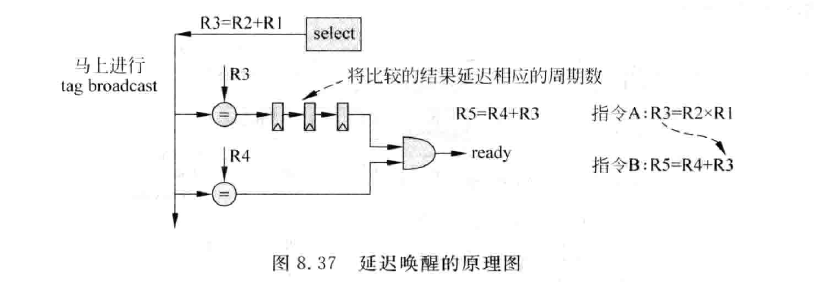 R3=R2+R1
select
马上进行
tag broadcast
R3
将比较的结果延迟相应的周期数
=
R5=R4+R3
指令A:R3=R2×R1
R4
ready
指令B:R5=R4+R3
=
图 8.37 延迟唤醒的原理图